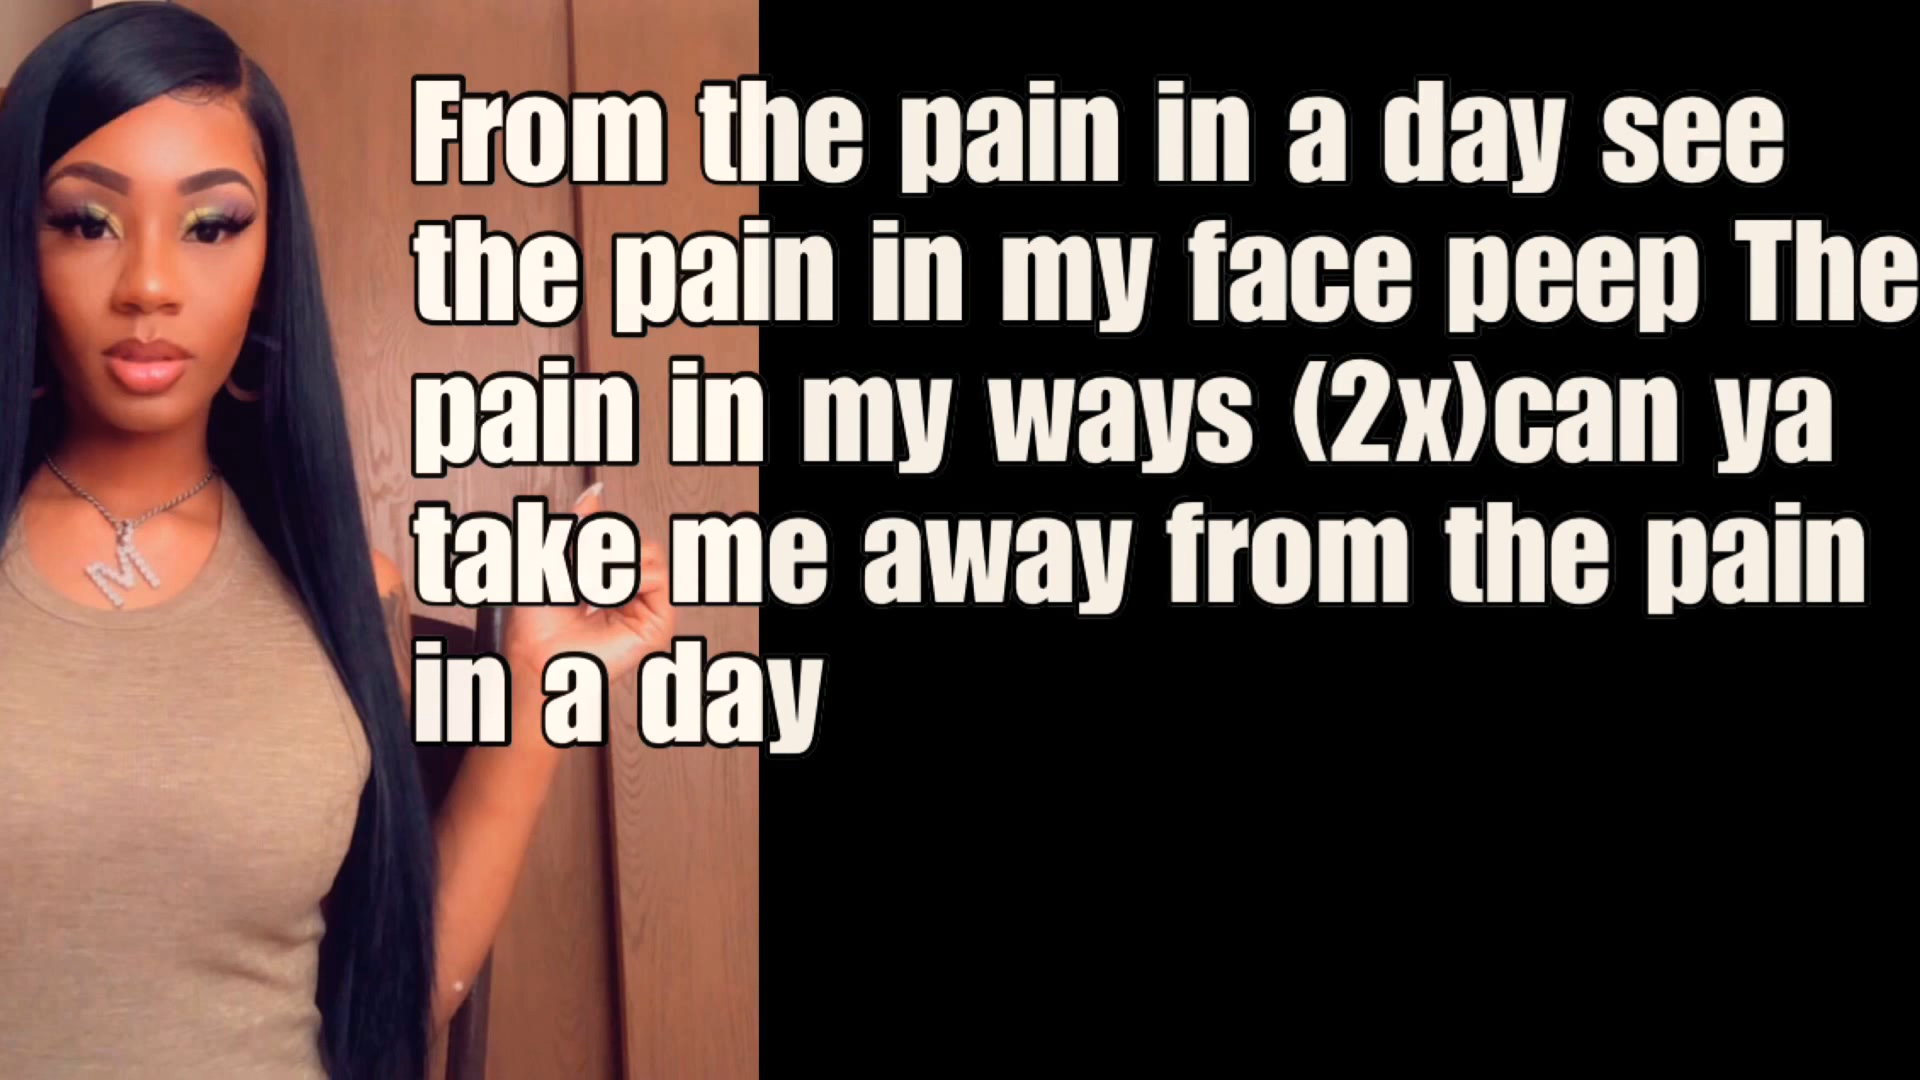 From the pain in a day see
the pain in my face peep The
pain in my ways (2x)can ya
take me away from the pain
in a day
M